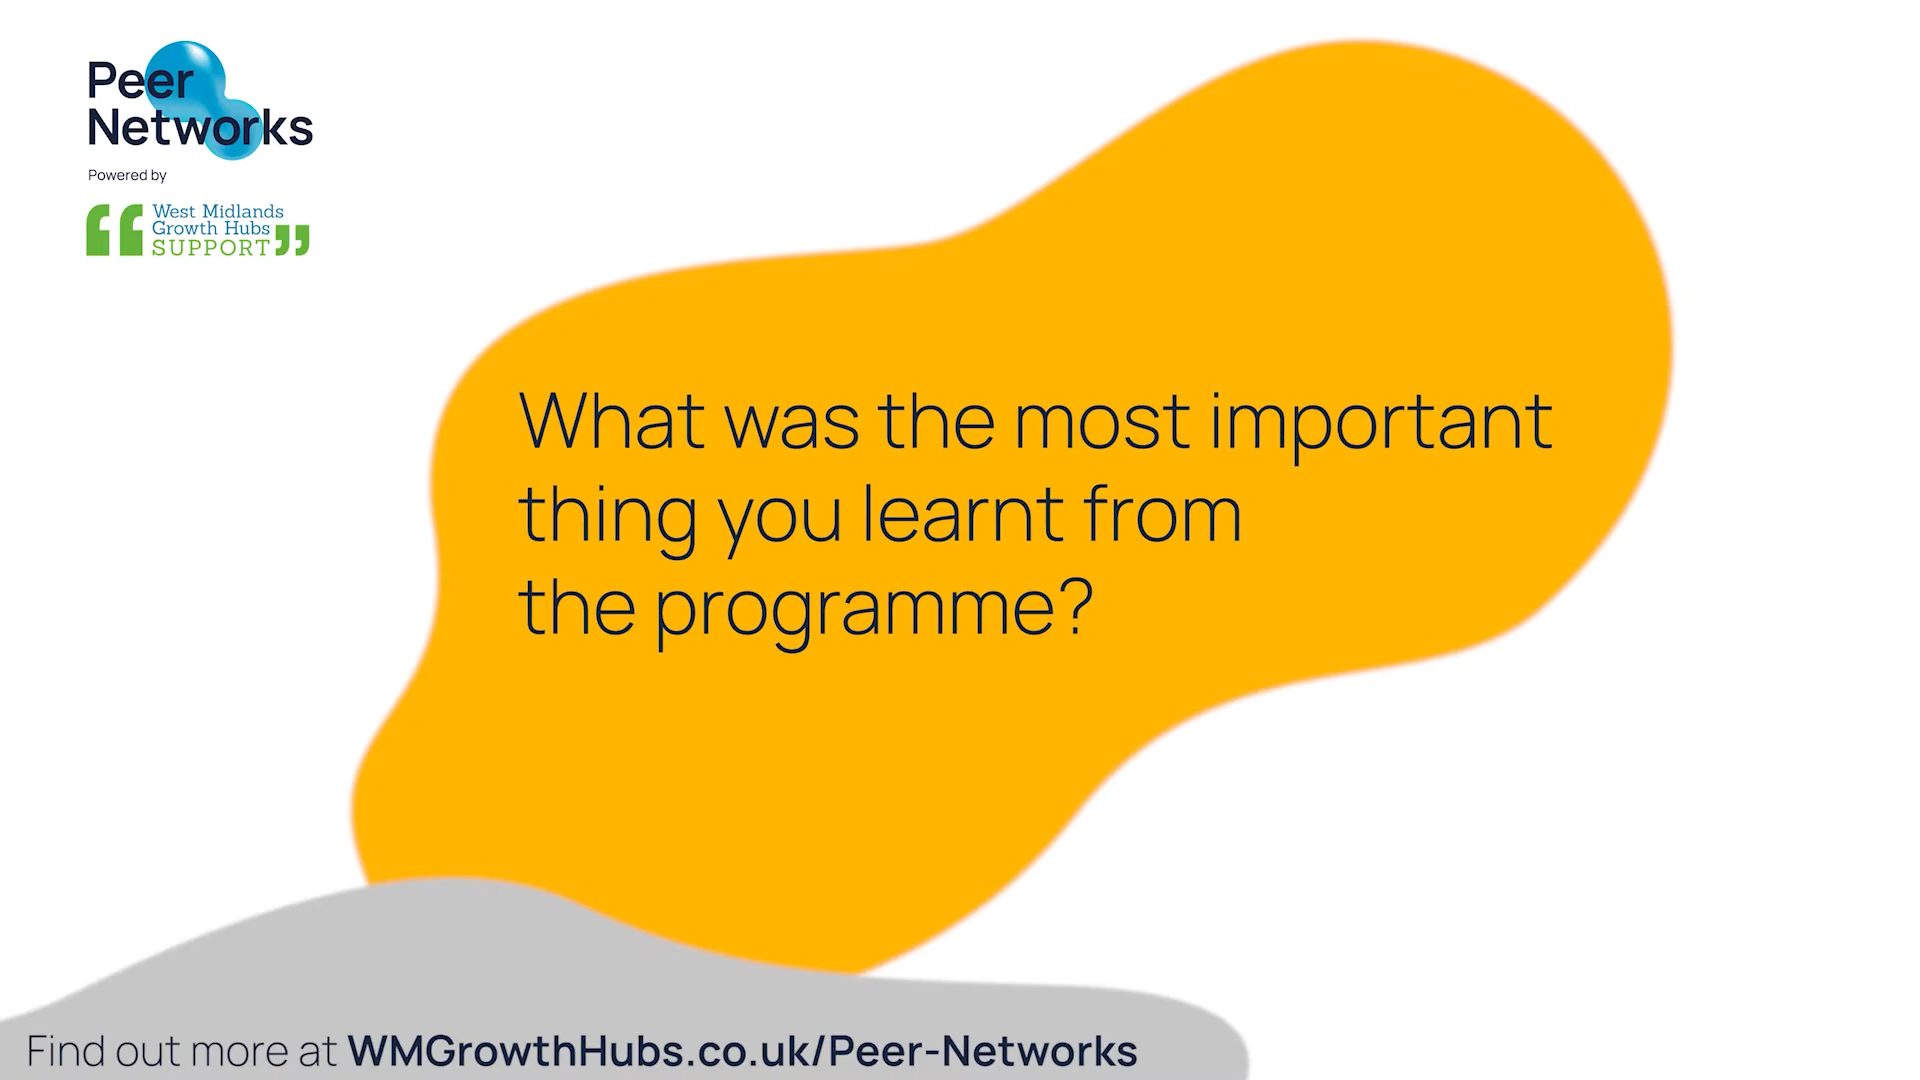 Peer
Networks
Powered by
West Midlands
Growth Hubs
SUPPORT
What was the most important
thing you learnt from
the programme?
Find out more at WMGrowthHubs.co.uk/Peer-Networks